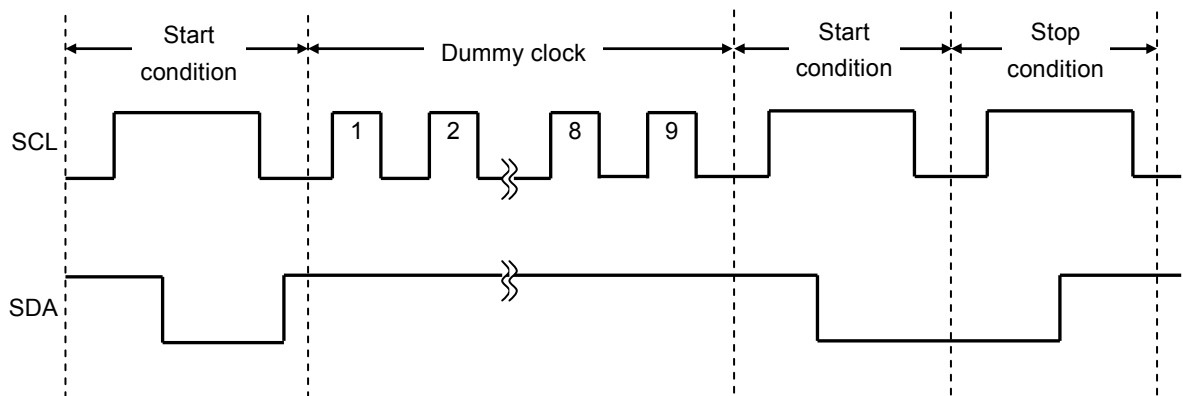 Start
condition
Dummy clock
Start
condition
Stop
condition
SCL
1 2 8 9
SDA